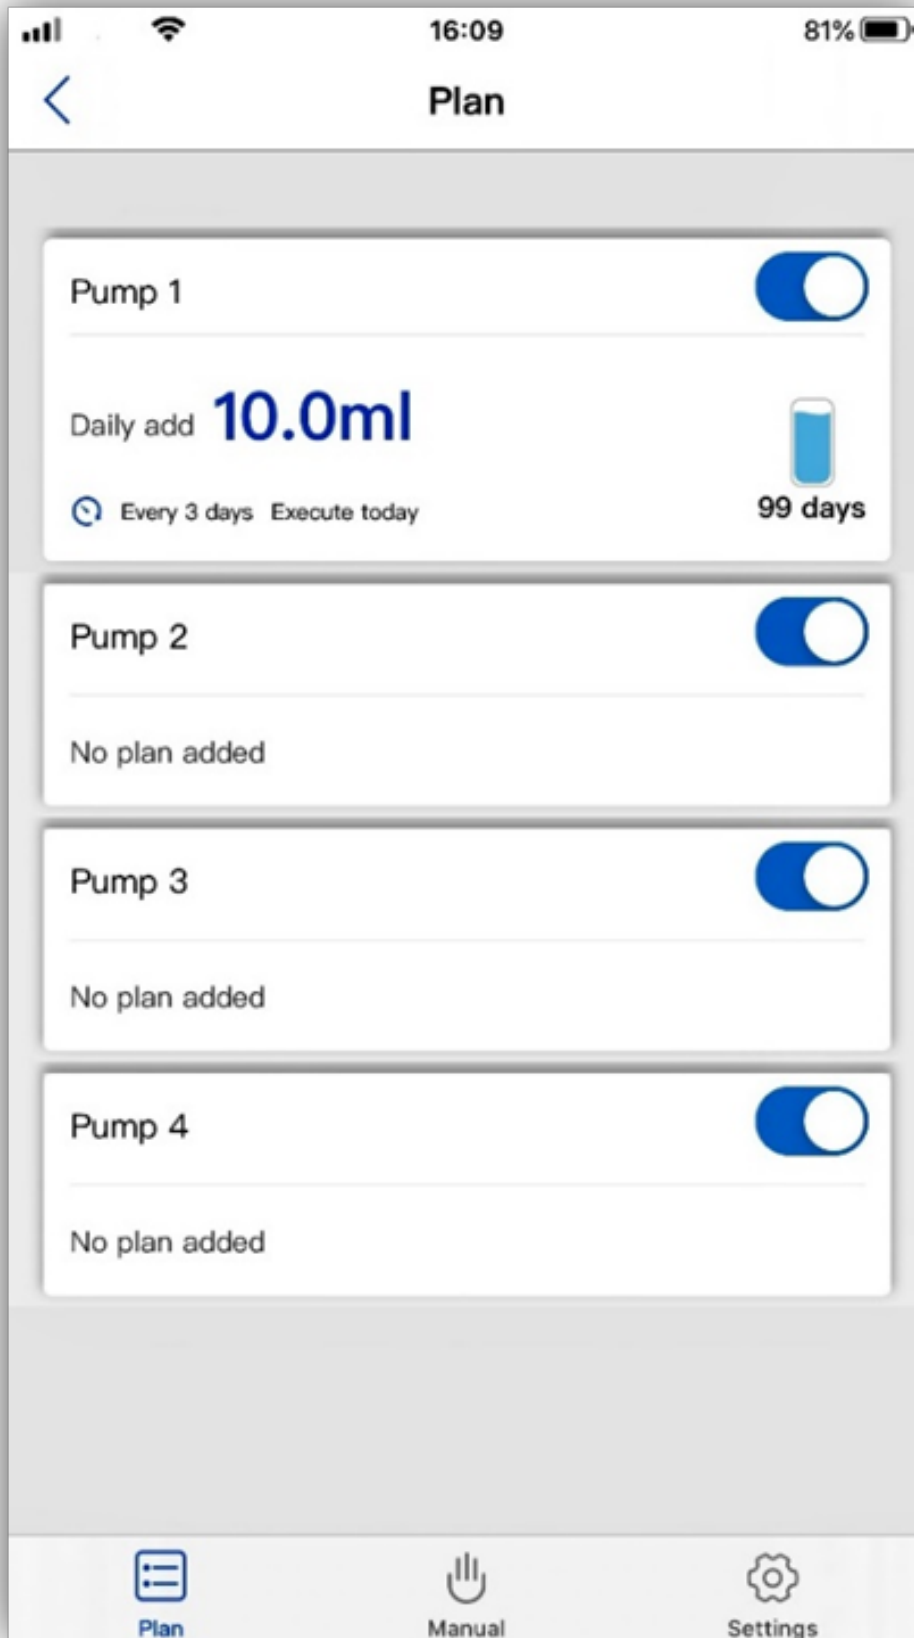 16:09 81%
Plan
Pump 1
Daily add 10.0ml
Every 3 days Execute today
99 days
Pump 2
No plan added
Pump 3
No plan added
Pump 4
No plan added
Plan Manual Settings